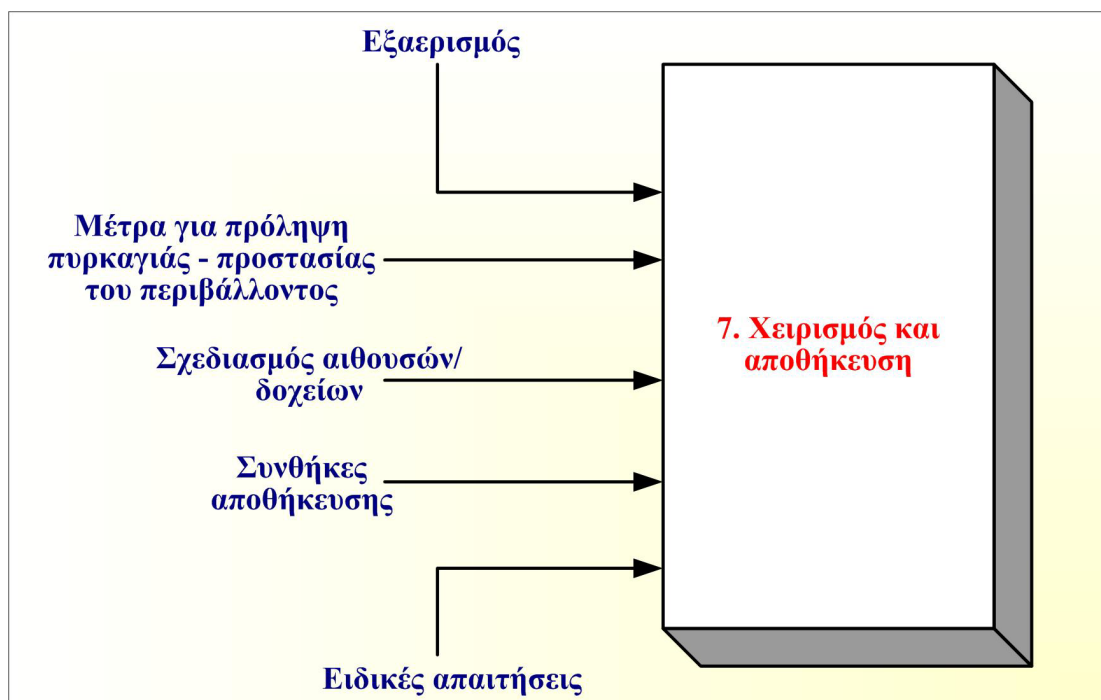 Εξαερισμός
Μέτρα για πρόληψη
πυρκαγιάς - προστασίας
του περιβάλλοντος
Σχεδιασμός αιθουσών/
δοχείων
Συνθήκες
αποθήκευσης
Ειδικές απαιτήσεις
7. Χειρισμός και
αποθήκευση